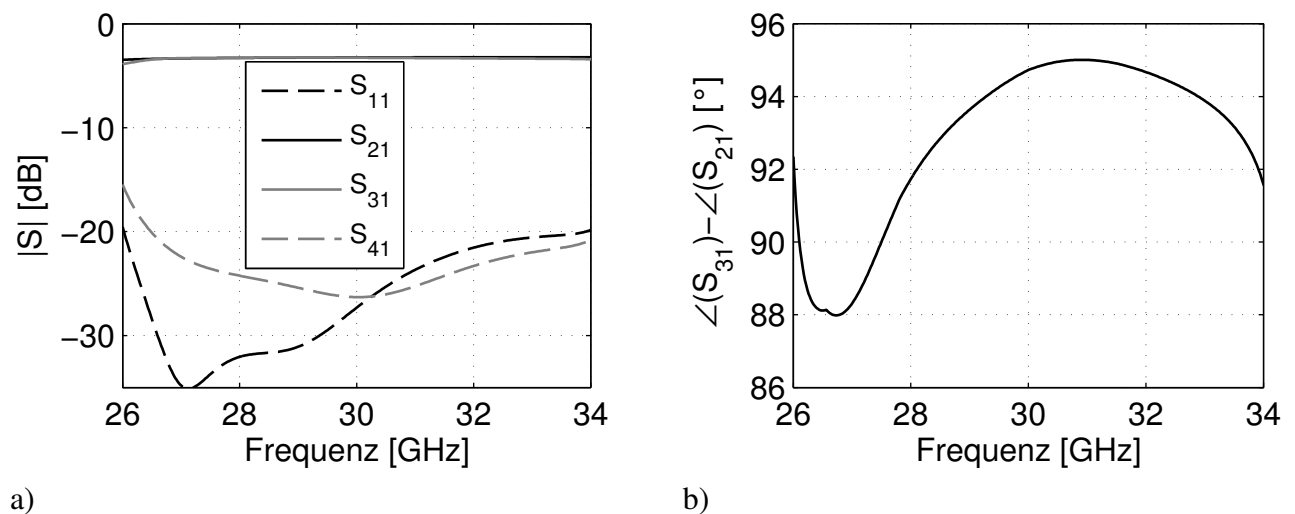 0
−10
−20
−30
|S| [dB]
S11
S21
S31
S41
26
28
30
32
34
Frequenz [GHz]
a)
96
94
92
90
88
86
∠(S31)−∠(S21) [°]
26
28
30
32
34
Frequenz [GHz]
b)